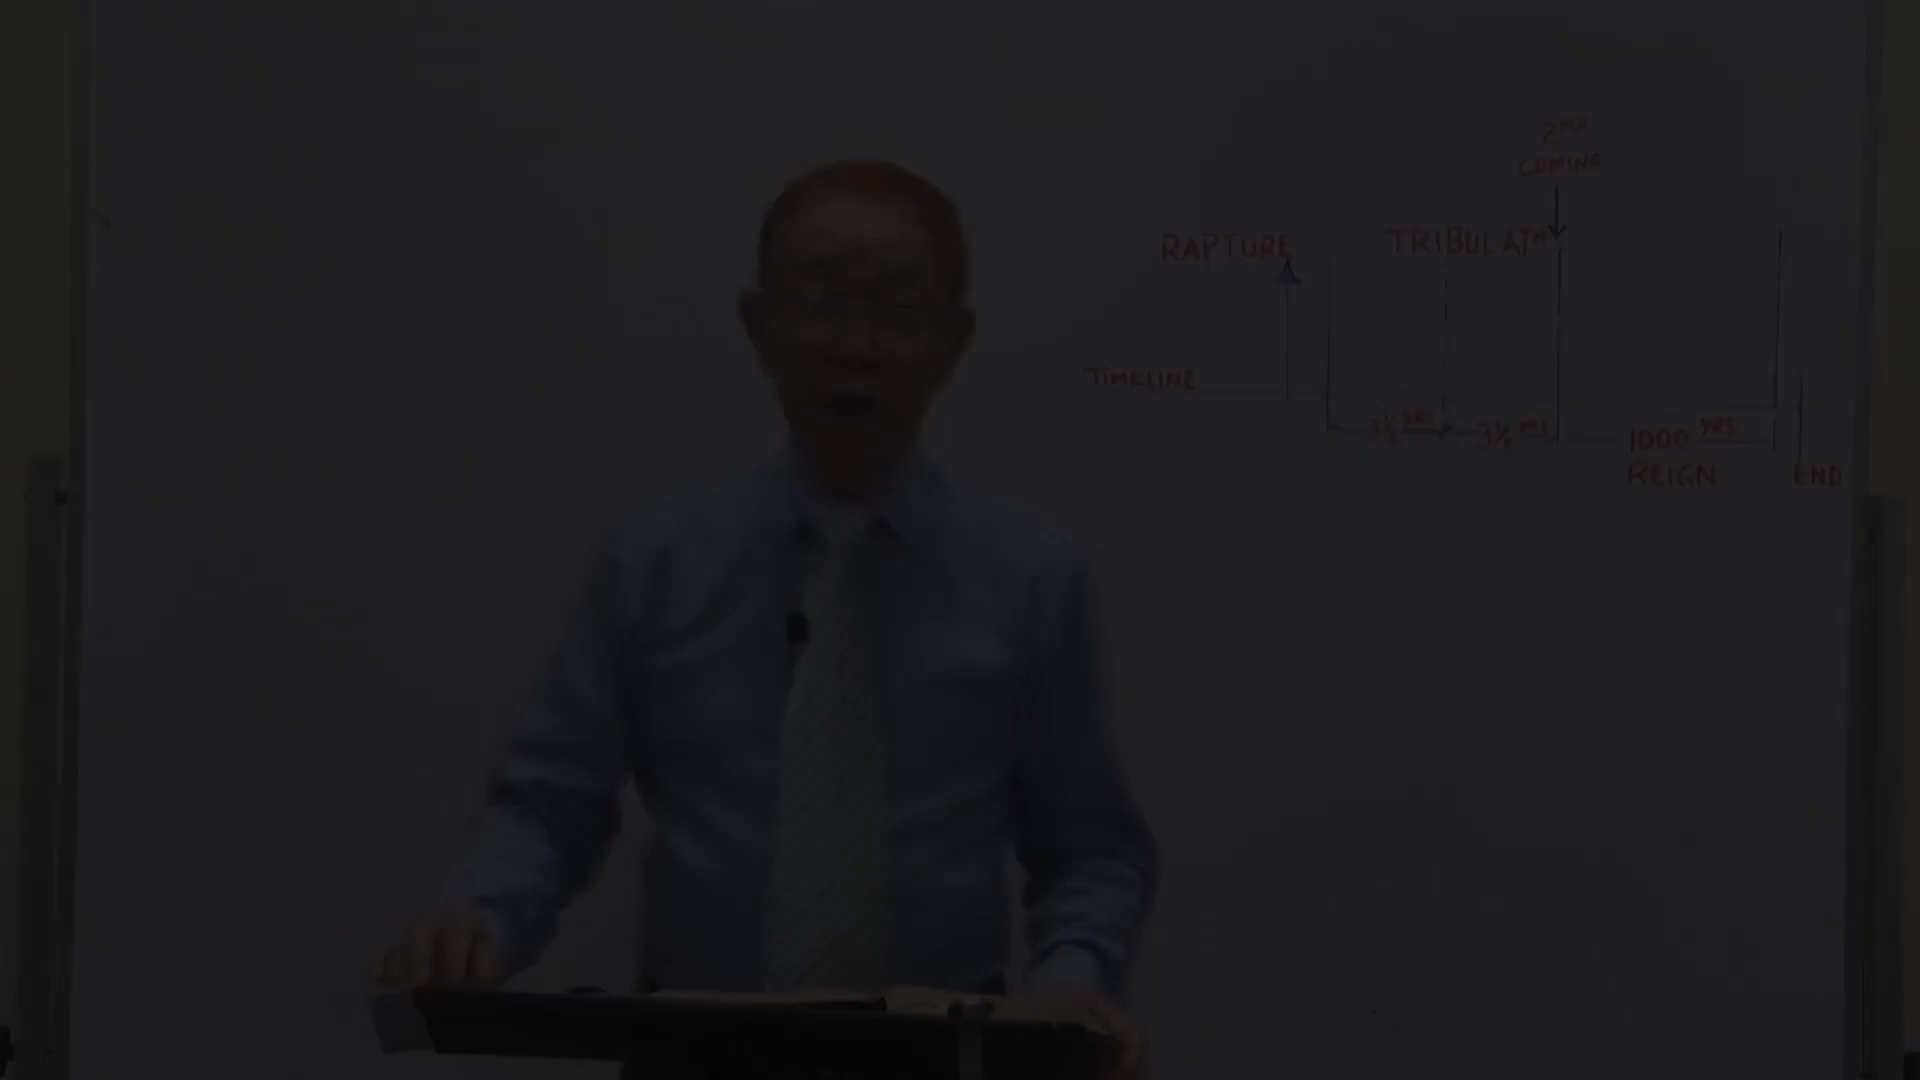 2ND
COMING
RAPTURE TRIBULATN
TIMELINE
3½ YRS 3½ YRS 1000 YRS
REIGN END